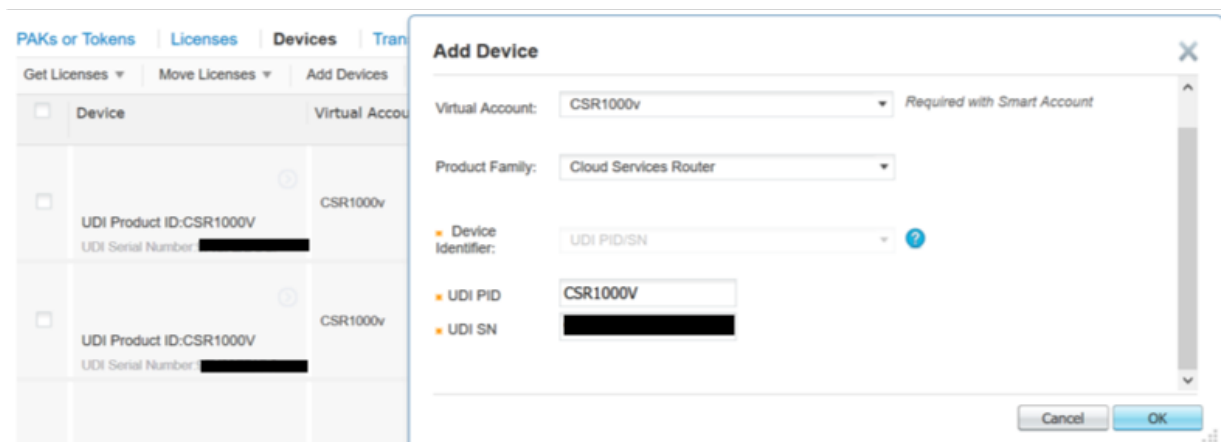 PAKs or Tokens Licenses Devices Tran
Get Licenses Move Licenses Add Devices
Device Virtual Accou
UDI Product ID:CSR1000V
UDI Serial Number:
CSR1000v
UDI Product ID:CSR1000V
UDI Serial Number:
CSR1000v
Add Device
Virtual Account: CSR1000v Required with Smart Account
Product Family: Cloud Services Router
Device
Identifier: UDI PID/SN ?
UDI PID CSR1000V
UDI SN
Cancel OK